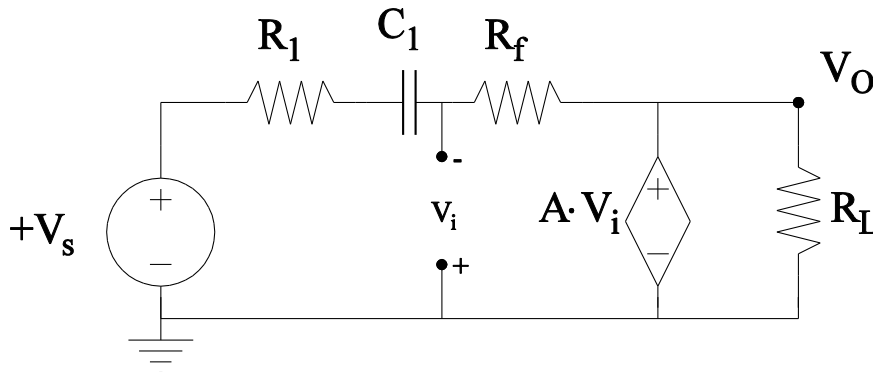 R1
C1
Rf
VO
+
-
+Vs
Vi
A·Vi
+
RL
−
−
+